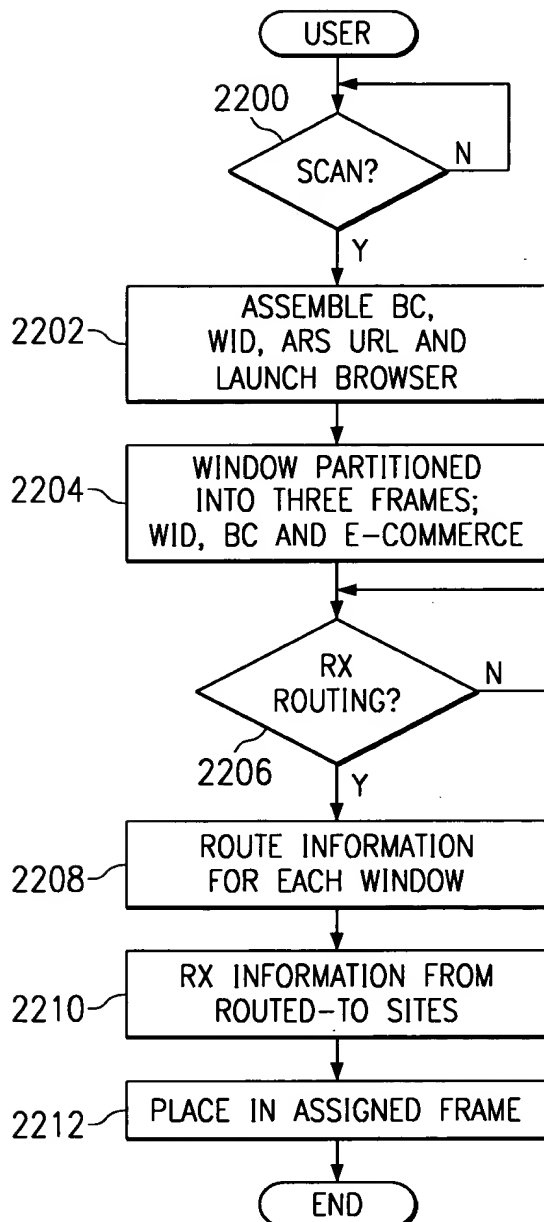 USER
2200
SCAN?
N
Y
2202
ASSEMBLE BC,
WID, ARS URL AND
LAUNCH BROWSER
2204
WINDOW PARTITIONED
INTO THREE FRAMES;
WID, BC AND E-COMMERCE
RX
ROUTING?
N
2206
Y
2208
ROUTE INFORMATION
FOR EACH WINDOW
2210
RX INFORMATION FROM
ROUTED-TO SITES
2212
PLACE IN ASSIGNED FRAME
END